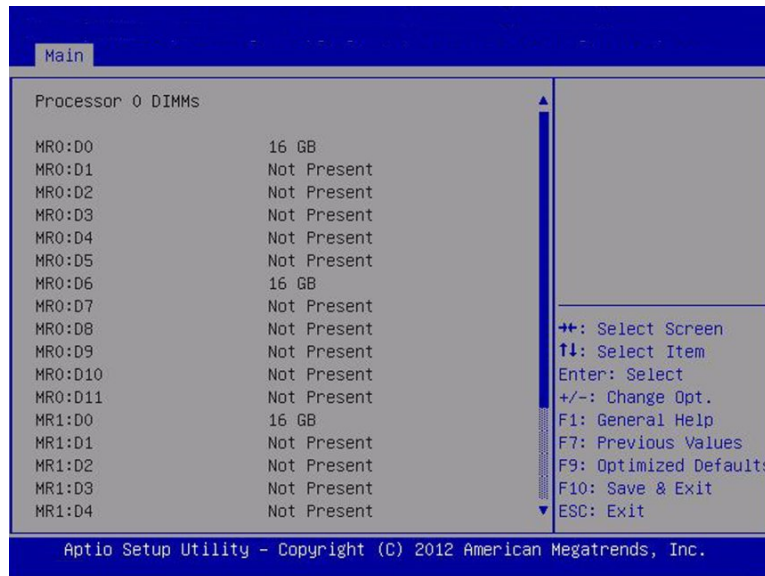 Main
Processor 0 DIMMs
MR0:D0 16 GB
MR0:D1 Not Present
MR0:D2 Not Present
MR0:D3 Not Present
MR0:D4 Not Present
MR0:D5 Not Present
MR0:D6 16 GB
MR0:D7 Not Present
MR0:D8 Not Present
MR0:D9 Not Present
MR0:D10 Not Present
MR0:D11 Not Present
MR1:D0 16 GB
MR1:D1 Not Present
MR1:D2 Not Present
MR1:D3 Not Present
MR1:D4 Not Present
→←: Select Screen
↑↓: Select Item
Enter: Select
+/-: Change Opt.
F1: General Help
F7: Previous Values
F9: Optimized Defaults
F10: Save & Exit
ESC: Exit
Aptio Setup Utility - Copyright (C) 2012 American Megatrends, Inc.